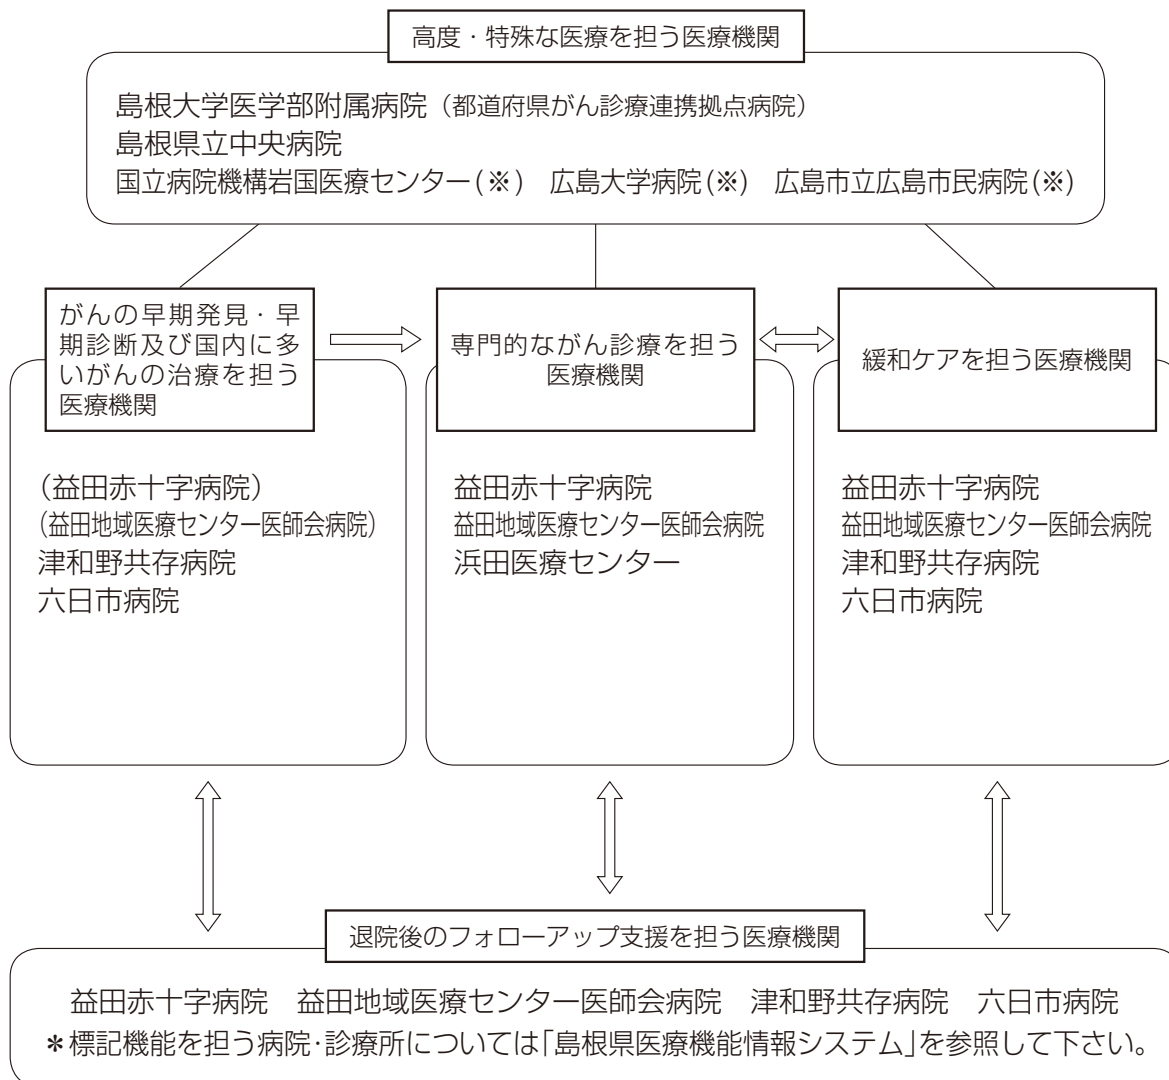 高度・特殊な医療を担う医療機関
島根大学医学部附属病院（都道府県がん診療連携拠点病院）
島根県立中央病院
国立病院機構岩国医療センター(※)　広島大学病院(※)　広島市立広島市民病院(※)
がんの早期発見・早
期診断及び国内に多
いがんの治療を担う
医療機関
(益田赤十字病院)
(益田地域医療センター医師会病院)
津和野共存病院
六日市病院
専門的ながん診療を担う
医療機関
益田赤十字病院
益田地域医療センター医師会病院
浜田医療センター
緩和ケアを担う医療機関
益田赤十字病院
益田地域医療センター医師会病院
津和野共存病院
六日市病院
退院後のフォローアップ支援を担う医療機関
益田赤十字病院　益田地域医療センター医師会病院　津和野共存病院　六日市病院
＊標記機能を担う病院･診療所については｢島根県医療機能情報システム｣を参照して下さい。